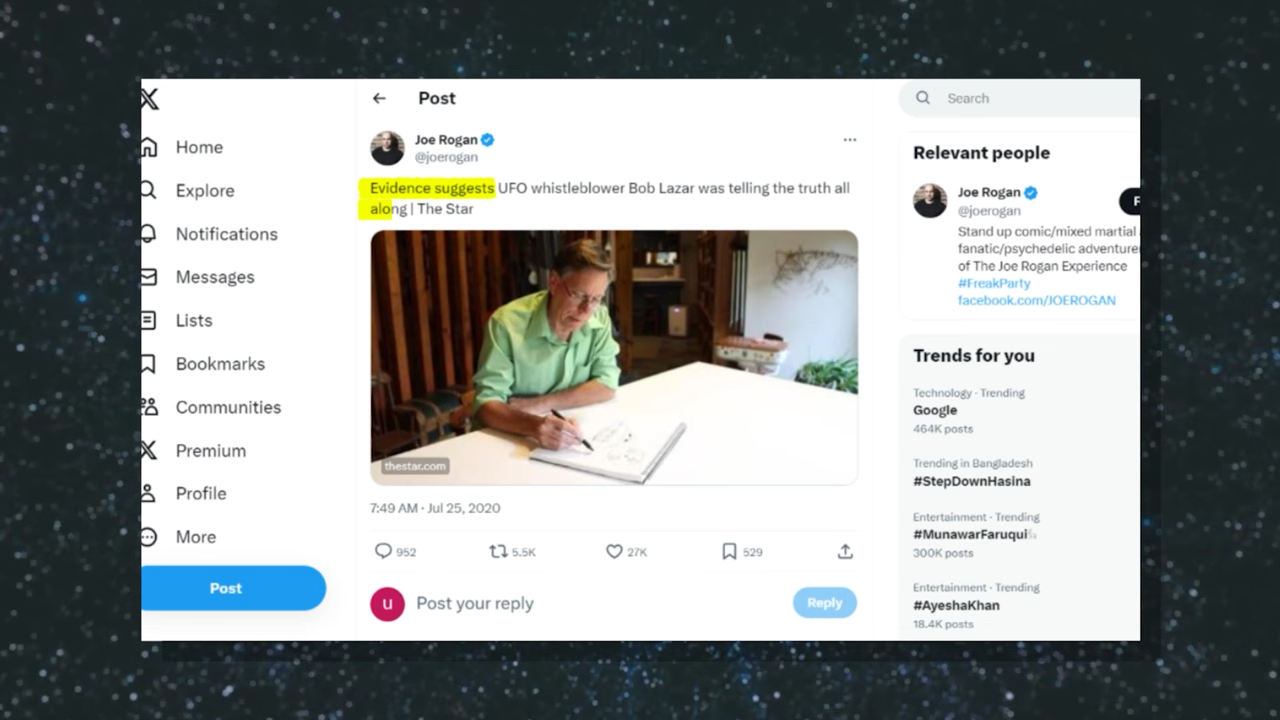 Home
Explore
Notifications
Messages
Lists
Bookmarks
Communities
Premium
Profile
More
Post
Post
Joe Rogan
@joerogan
Evidence suggests UFO whistleblower Bob Lazar was telling the truth all
along | The Star
thestar.com
7:49 AM · Jul 25, 2020
952 5.5K 27K 529
u Post your reply Reply
Search
Relevant people
Joe Rogan
@joerogan
F
Stand up comic/mixed martial
fanatic/psychedelic adventurer
of The Joe Rogan Experience
#FreakParty
facebook.com/JOEROGAN
Trends for you
Technology · Trending
Google
464K posts
Trending in Bangladesh
#StepDownHasina
Entertainment · Trending
#MunawarFaruqui
300K posts
Entertainment · Trending
#AyeshaKhan
18.4K posts